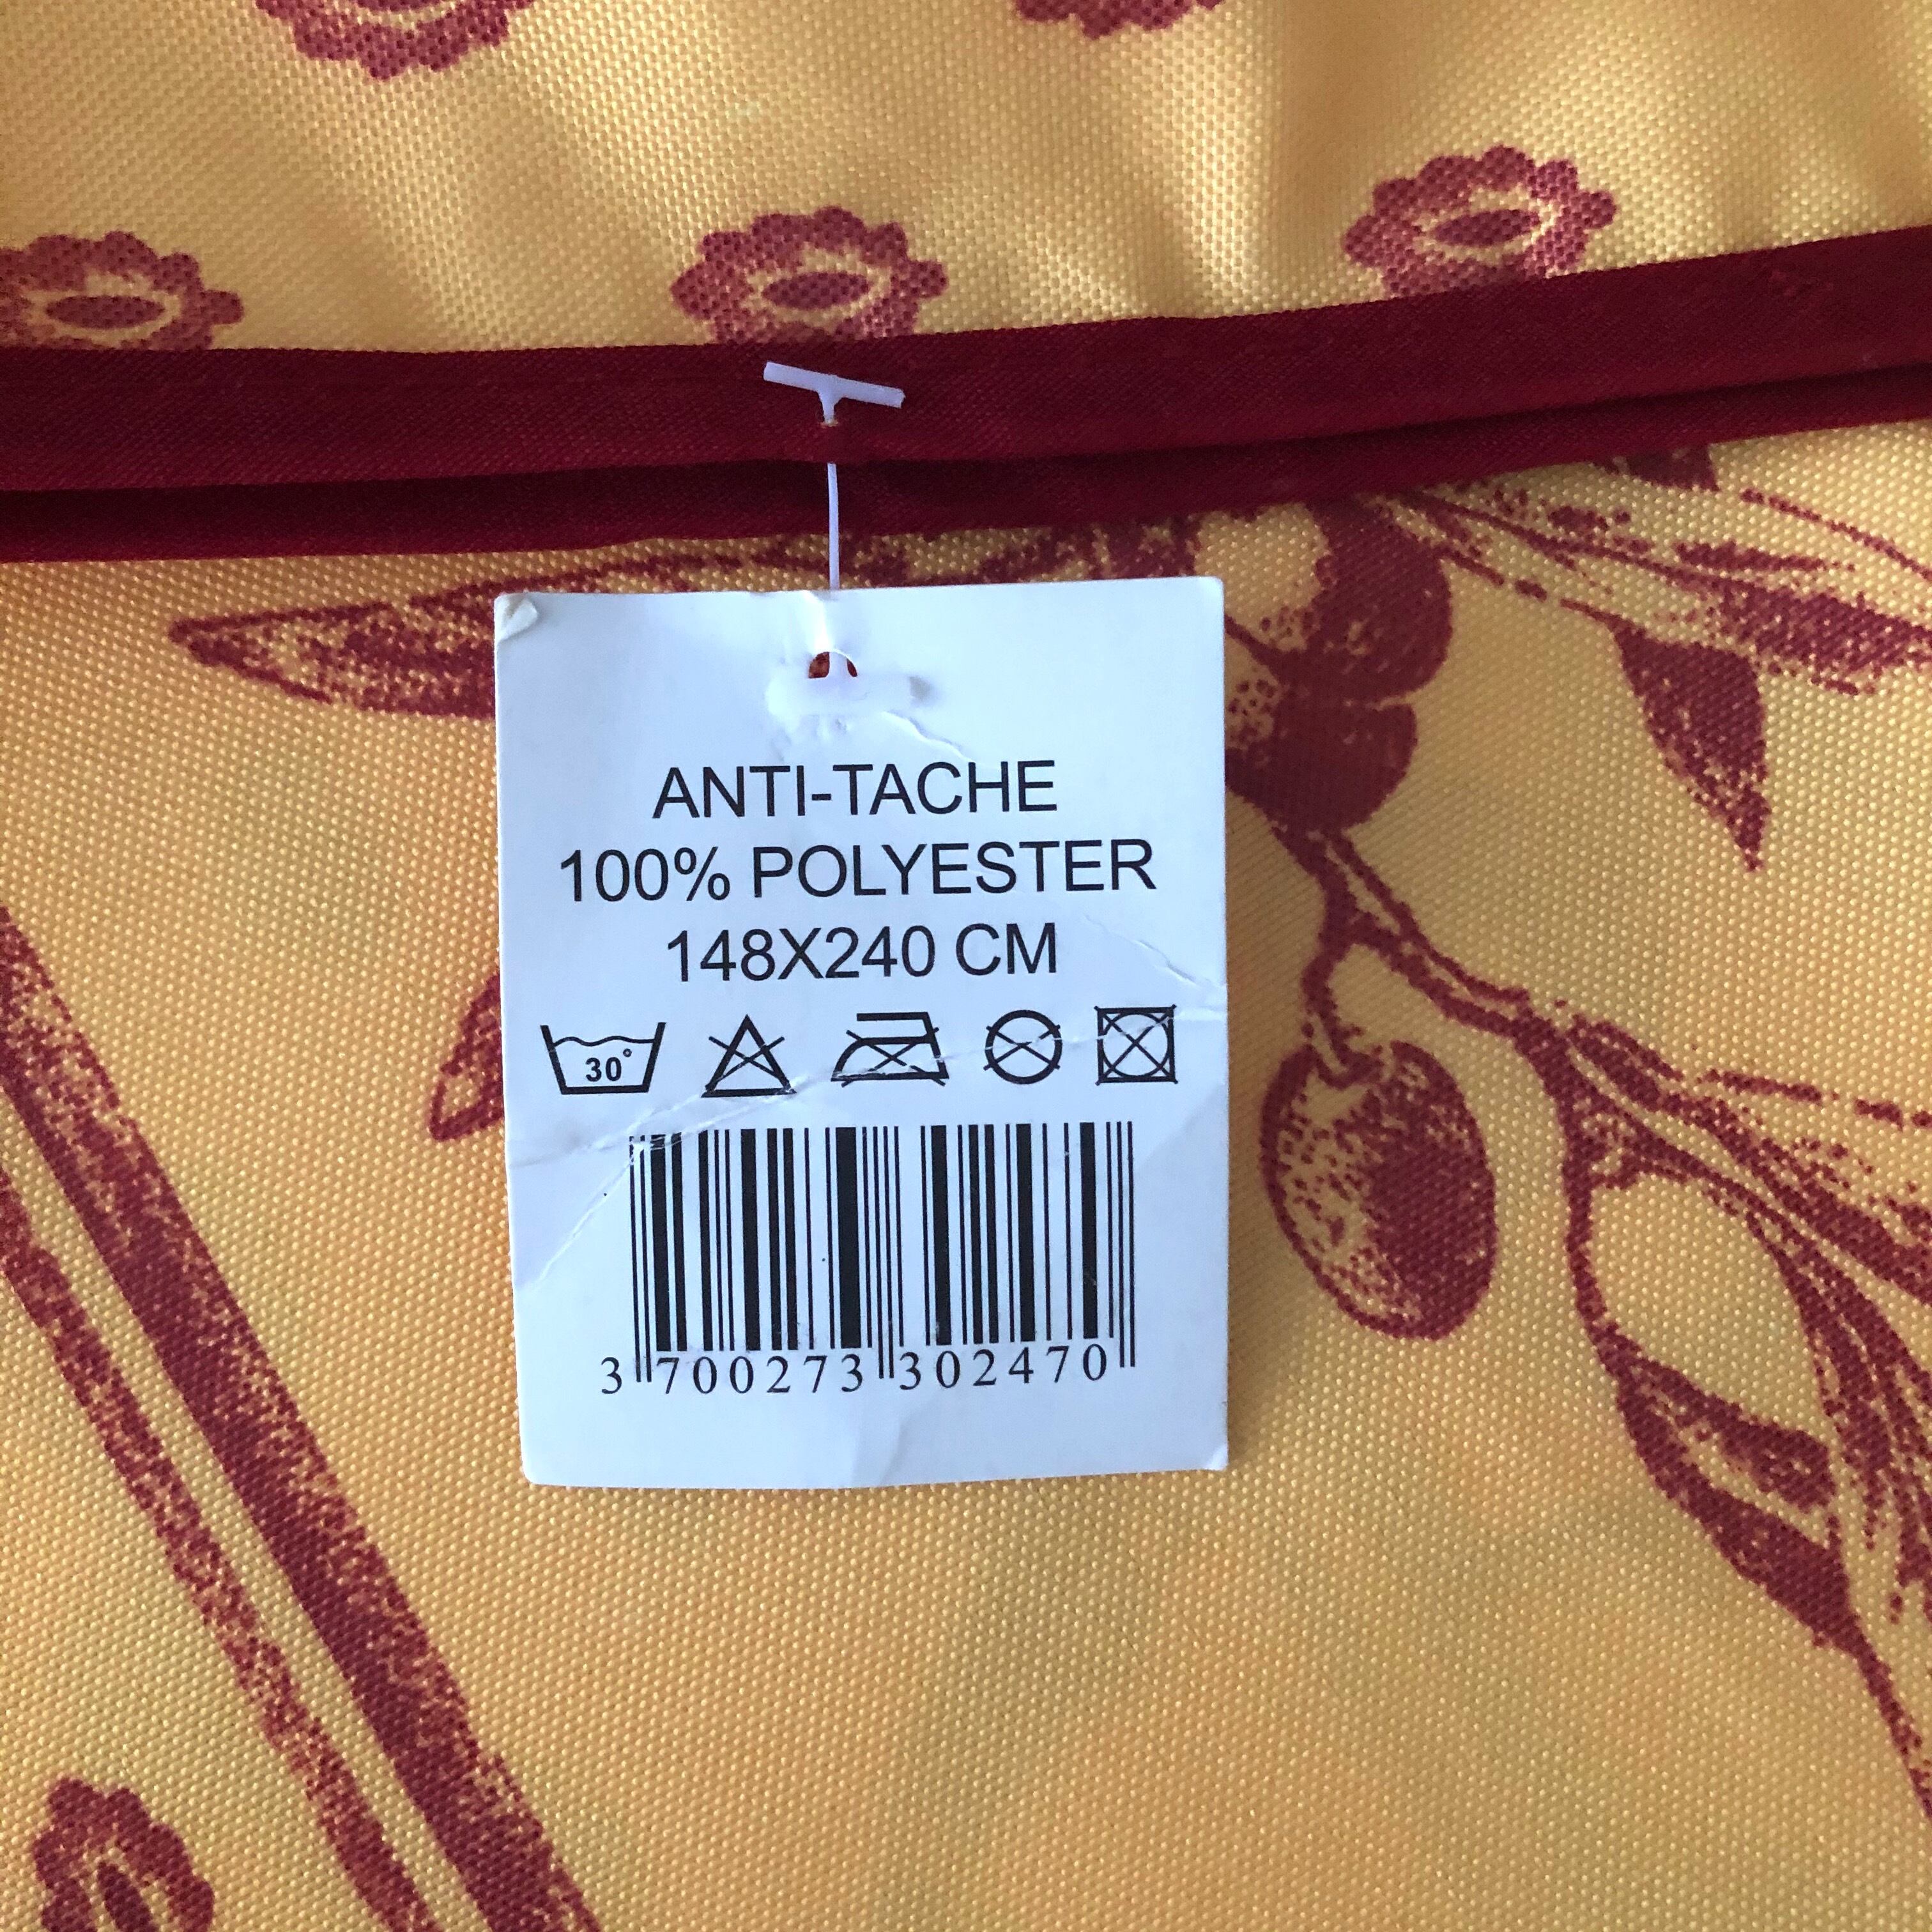 ANTI-TACHE
100% POLYESTER
148X240 CM
30°
3 700273 302470